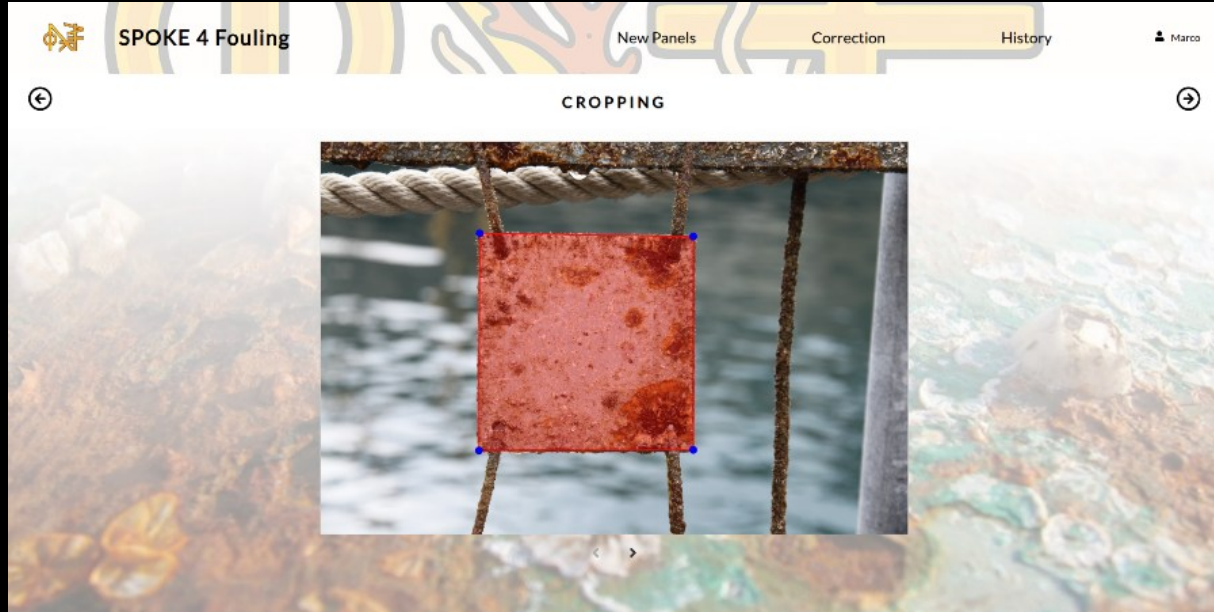 SPOKE 4 Fouling
New Panels
Correction
History
Marco
CROPPING